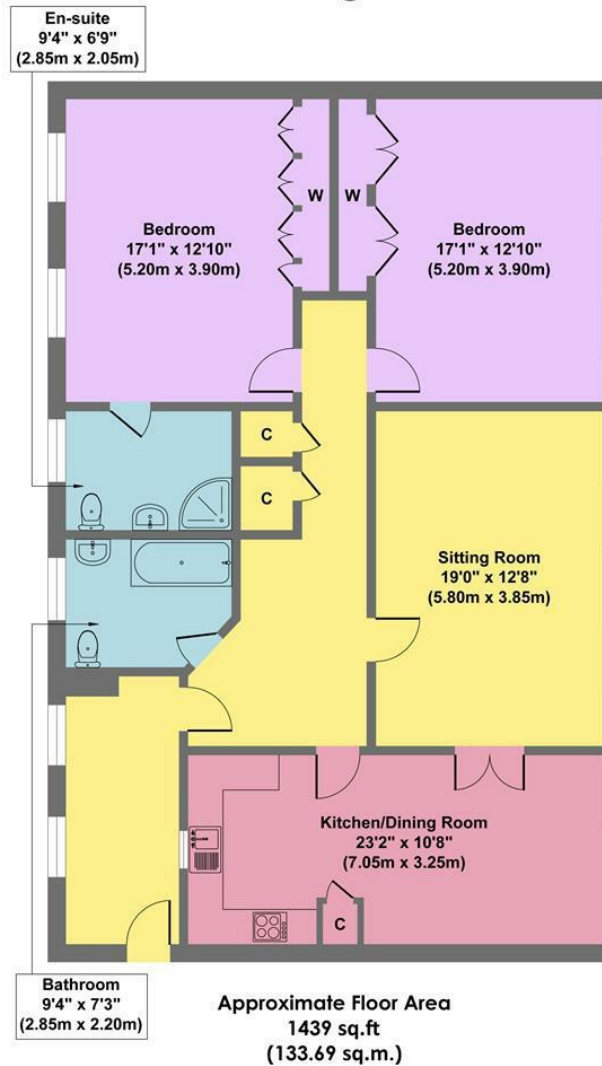 En-suite
9'4" x 6'9"
(2.85m x 2.05m)
W
W
Bedroom
17'1" x 12'10"
(5.20m x 3.90m)
Bedroom
17'1" x 12'10"
(5.20m x 3.90m)
C
C
Sitting Room
19'0" x 12'8"
(5.80m x 3.85m)
Kitchen/Dining Room
23'2" x 10'8"
(7.05m x 3.25m)
C
Bathroom
9'4" x 7'3"
(2.85m x 2.20m)
Approximate Floor Area
1439 sq.ft
(133.69 sq.m.)